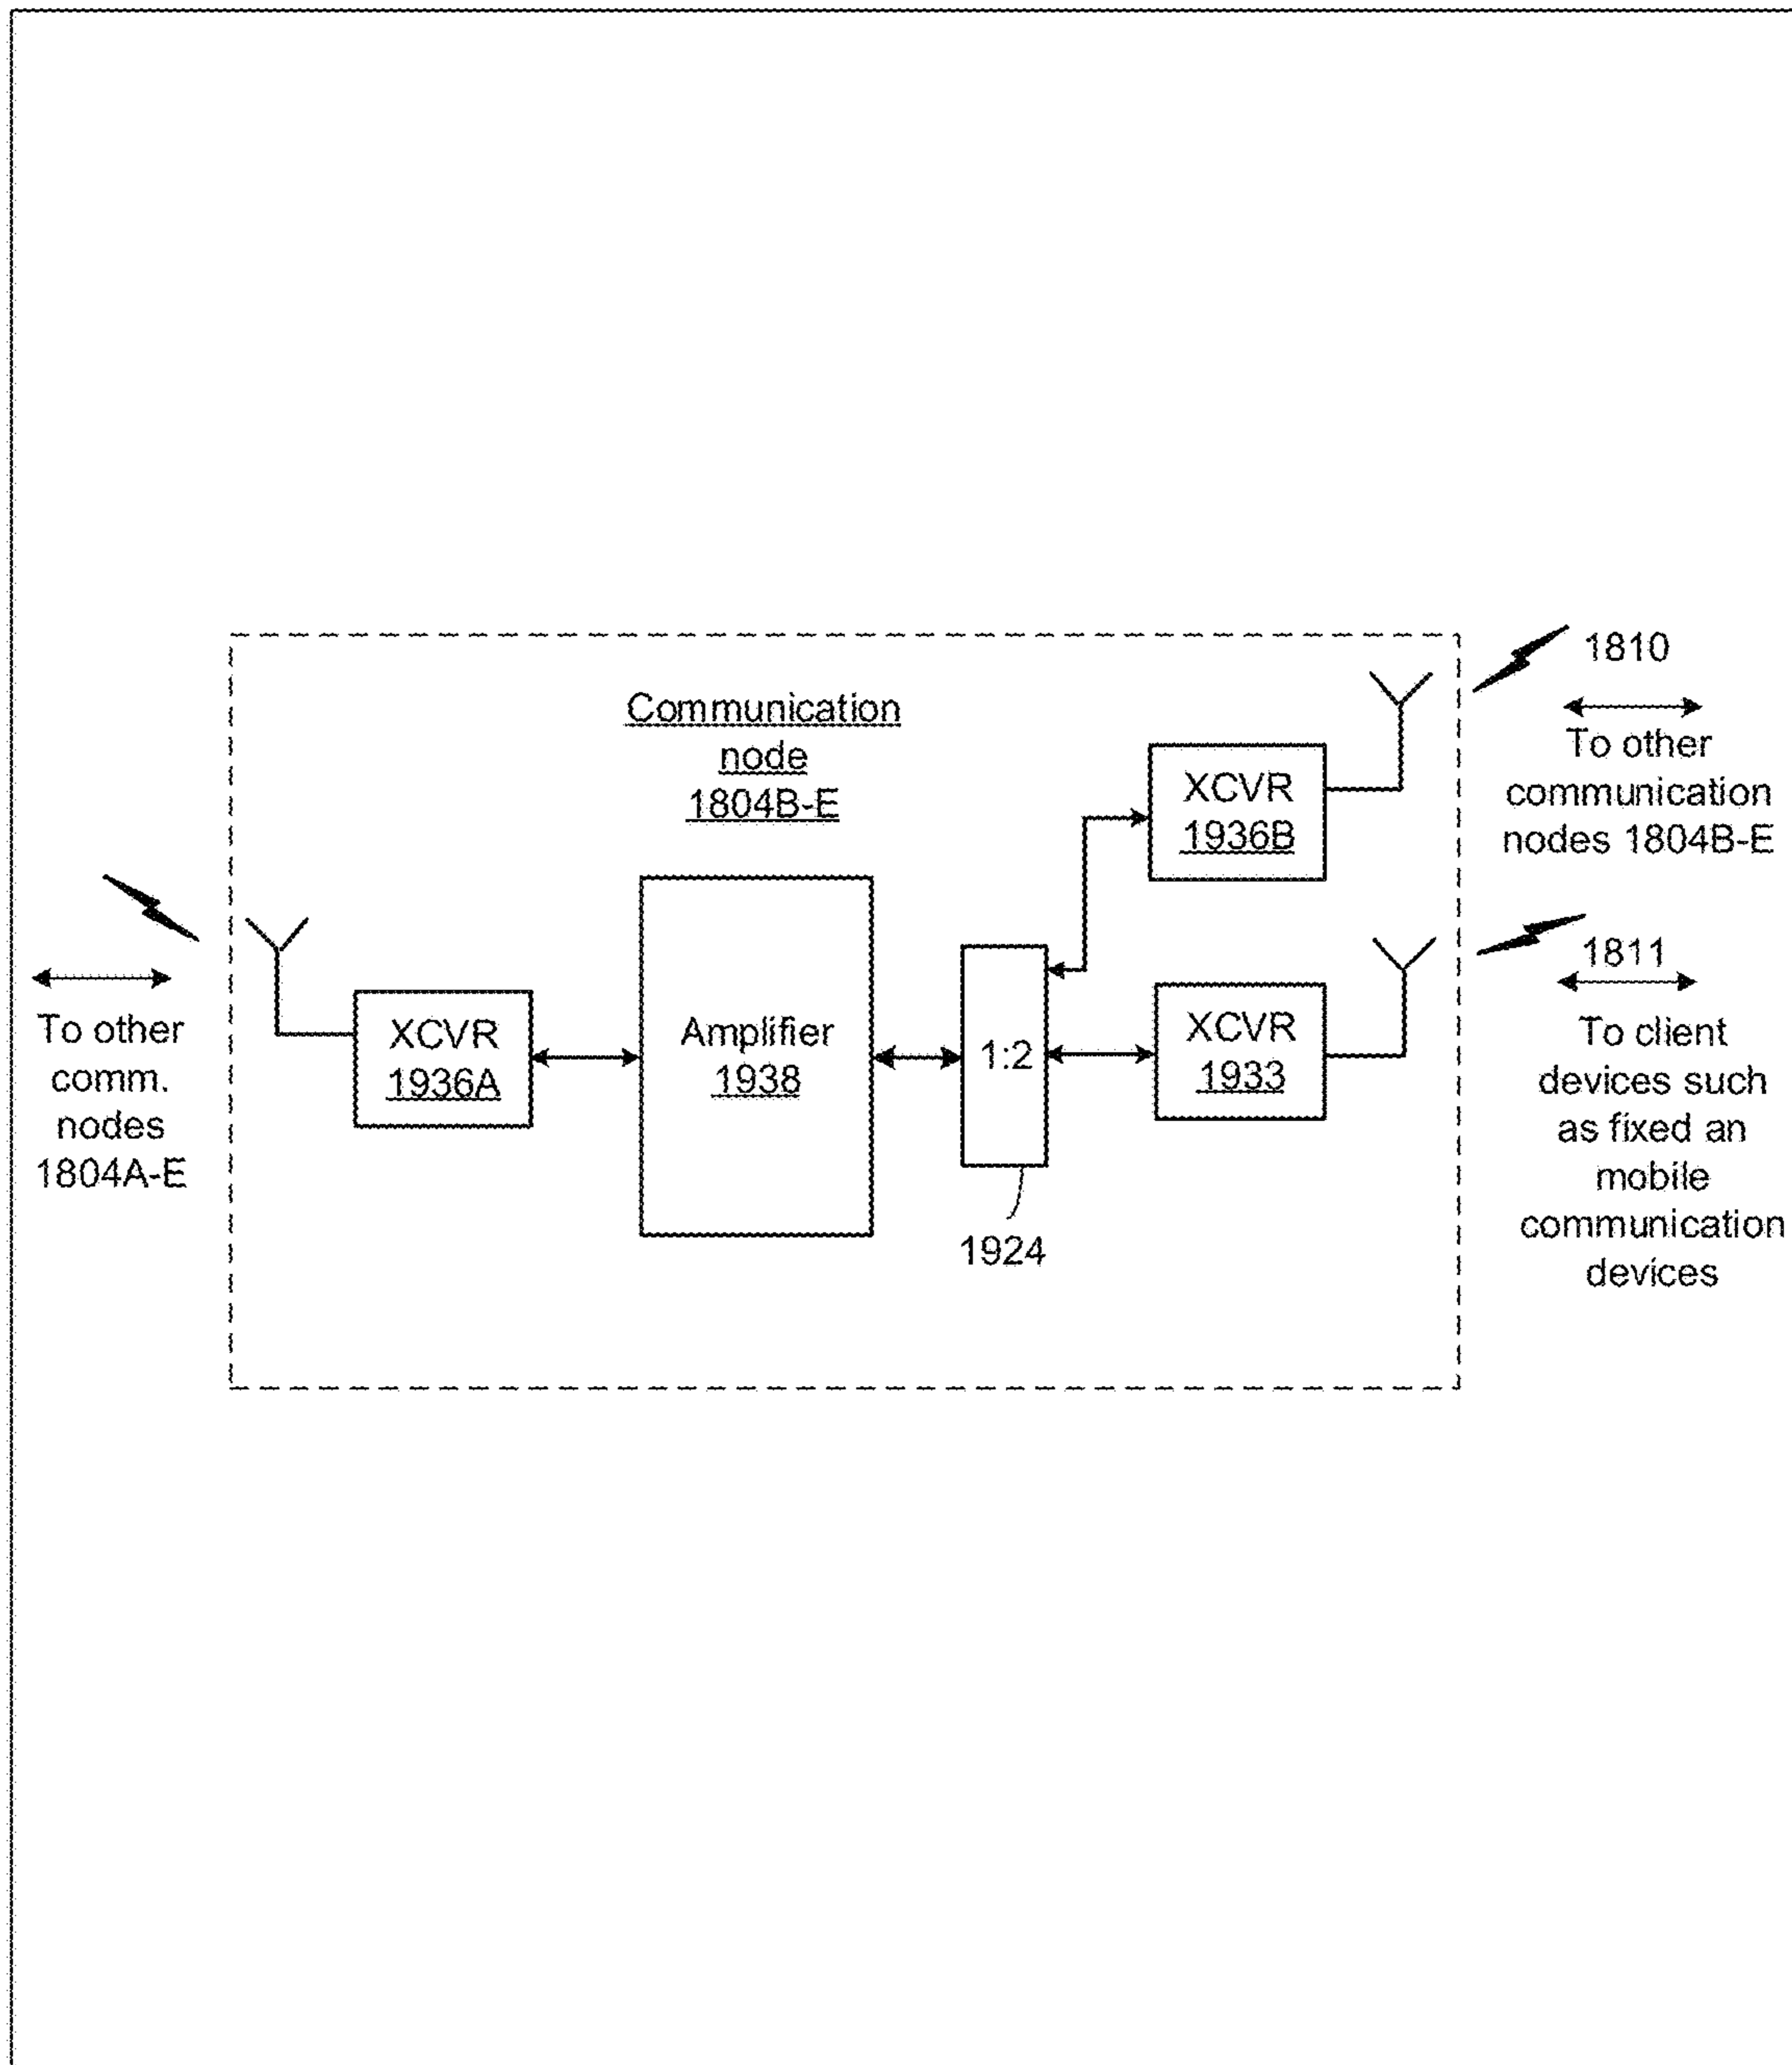 Communication
node
1804B-E
To other
comm.
nodes
1804A-E
XCVR
1936A
Amplifier
1938
1:2
1924
XCVR
1936B
XCVR
1933
1810
To other
communication
nodes 1804B-E
1811
To client
devices such
as fixed an
mobile
communication
devices